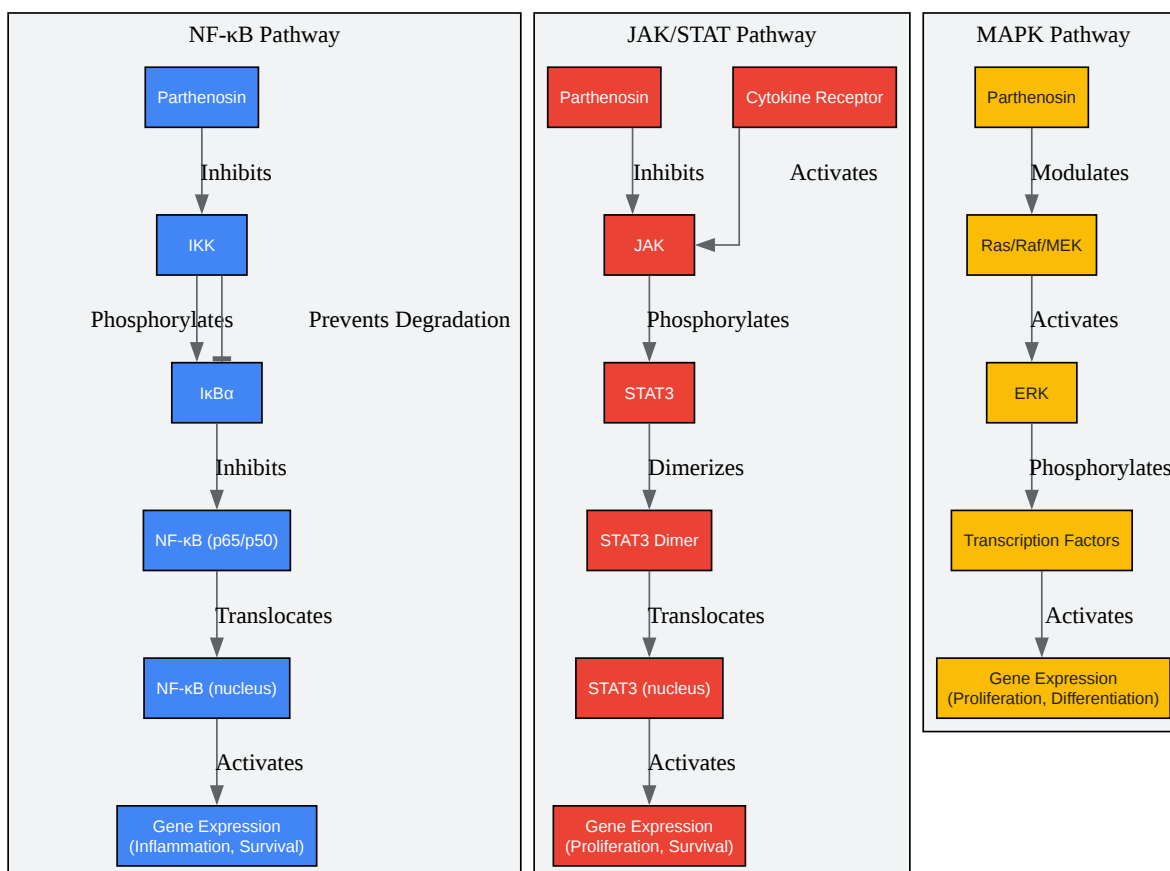 NF-κB Pathway
Parthenosin
Inhibits
IKK
Phosphorylates
Prevents Degradation
IκBα
Inhibits
NF-κB (p65/p50)
Translocates
NF-κB (nucleus)
Activates
Gene Expression
(Inflammation, Survival)
JAK/STAT Pathway
Parthenosin
Cytokine Receptor
Inhibits
Activates
JAK
Phosphorylates
STAT3
Dimerizes
STAT3 Dimer
Translocates
STAT3 (nucleus)
Activates
Gene Expression
(Proliferation, Survival)
MAPK Pathway
Parthenosin
Modulates
Ras/Raf/MEK
Activates
ERK
Phosphorylates
Transcription Factors
Activates
Gene Expression
(Proliferation, Differentiation)